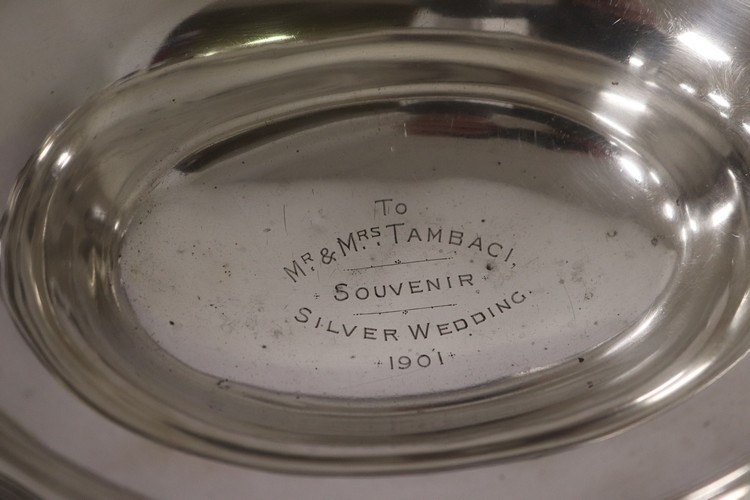 To
Mr. & Mrs. Tambaci.
Souvenir
Silver Wedding.
1901